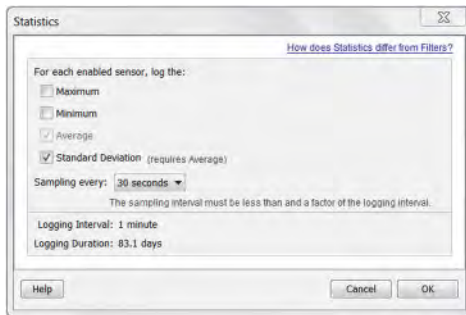 Statistics
How does Statistics differ from Filters?
For each enabled sensor, log the:
Maximum
Minimum
Average
Standard Deviation (requires Average)
Sampling every: 30 seconds
The sampling interval must be less than and a factor of the logging interval.
Logging Interval: 1 minute
Logging Duration: 83.1 days
Help Cancel OK